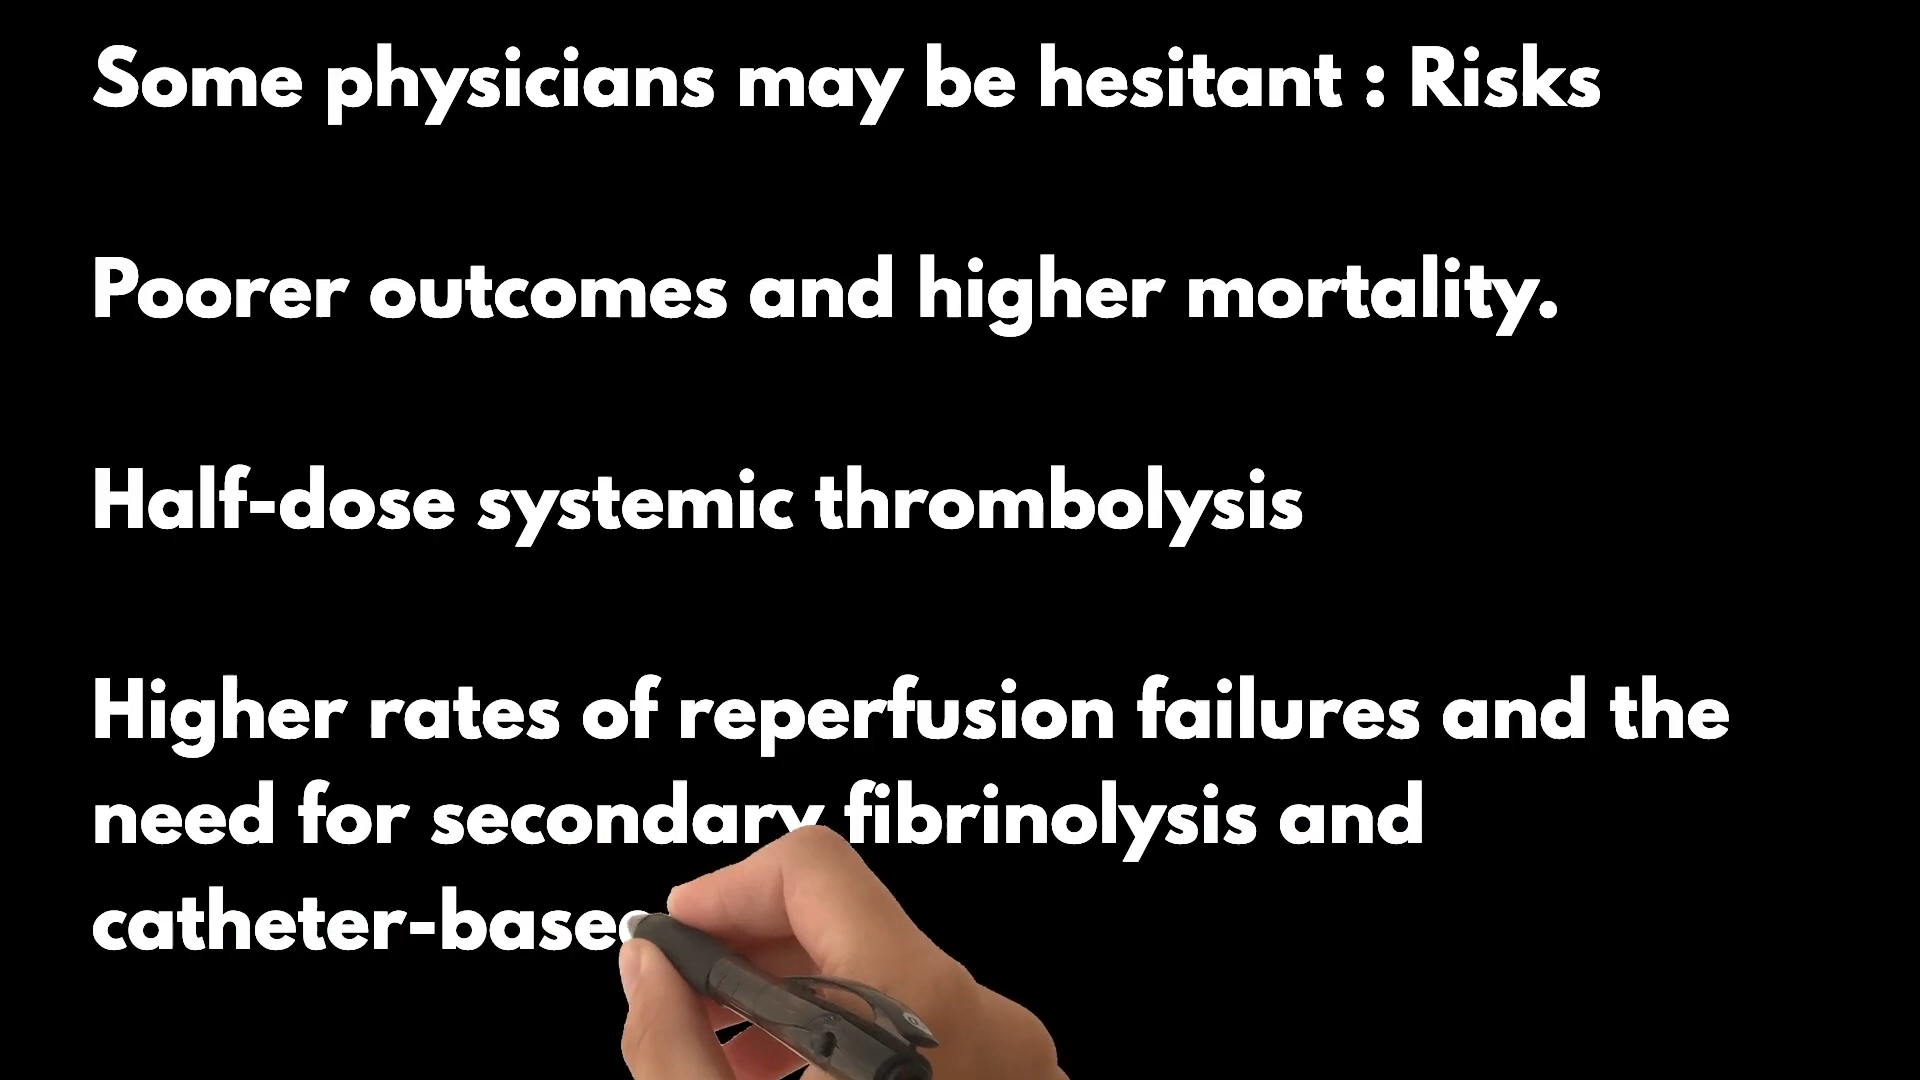 Some physicians may be hesitant : Risks
Poorer outcomes and higher mortality.
Half-dose systemic thrombolysis
Higher rates of reperfusion failures and the
need for secondary fibrinolysis and
catheter-based